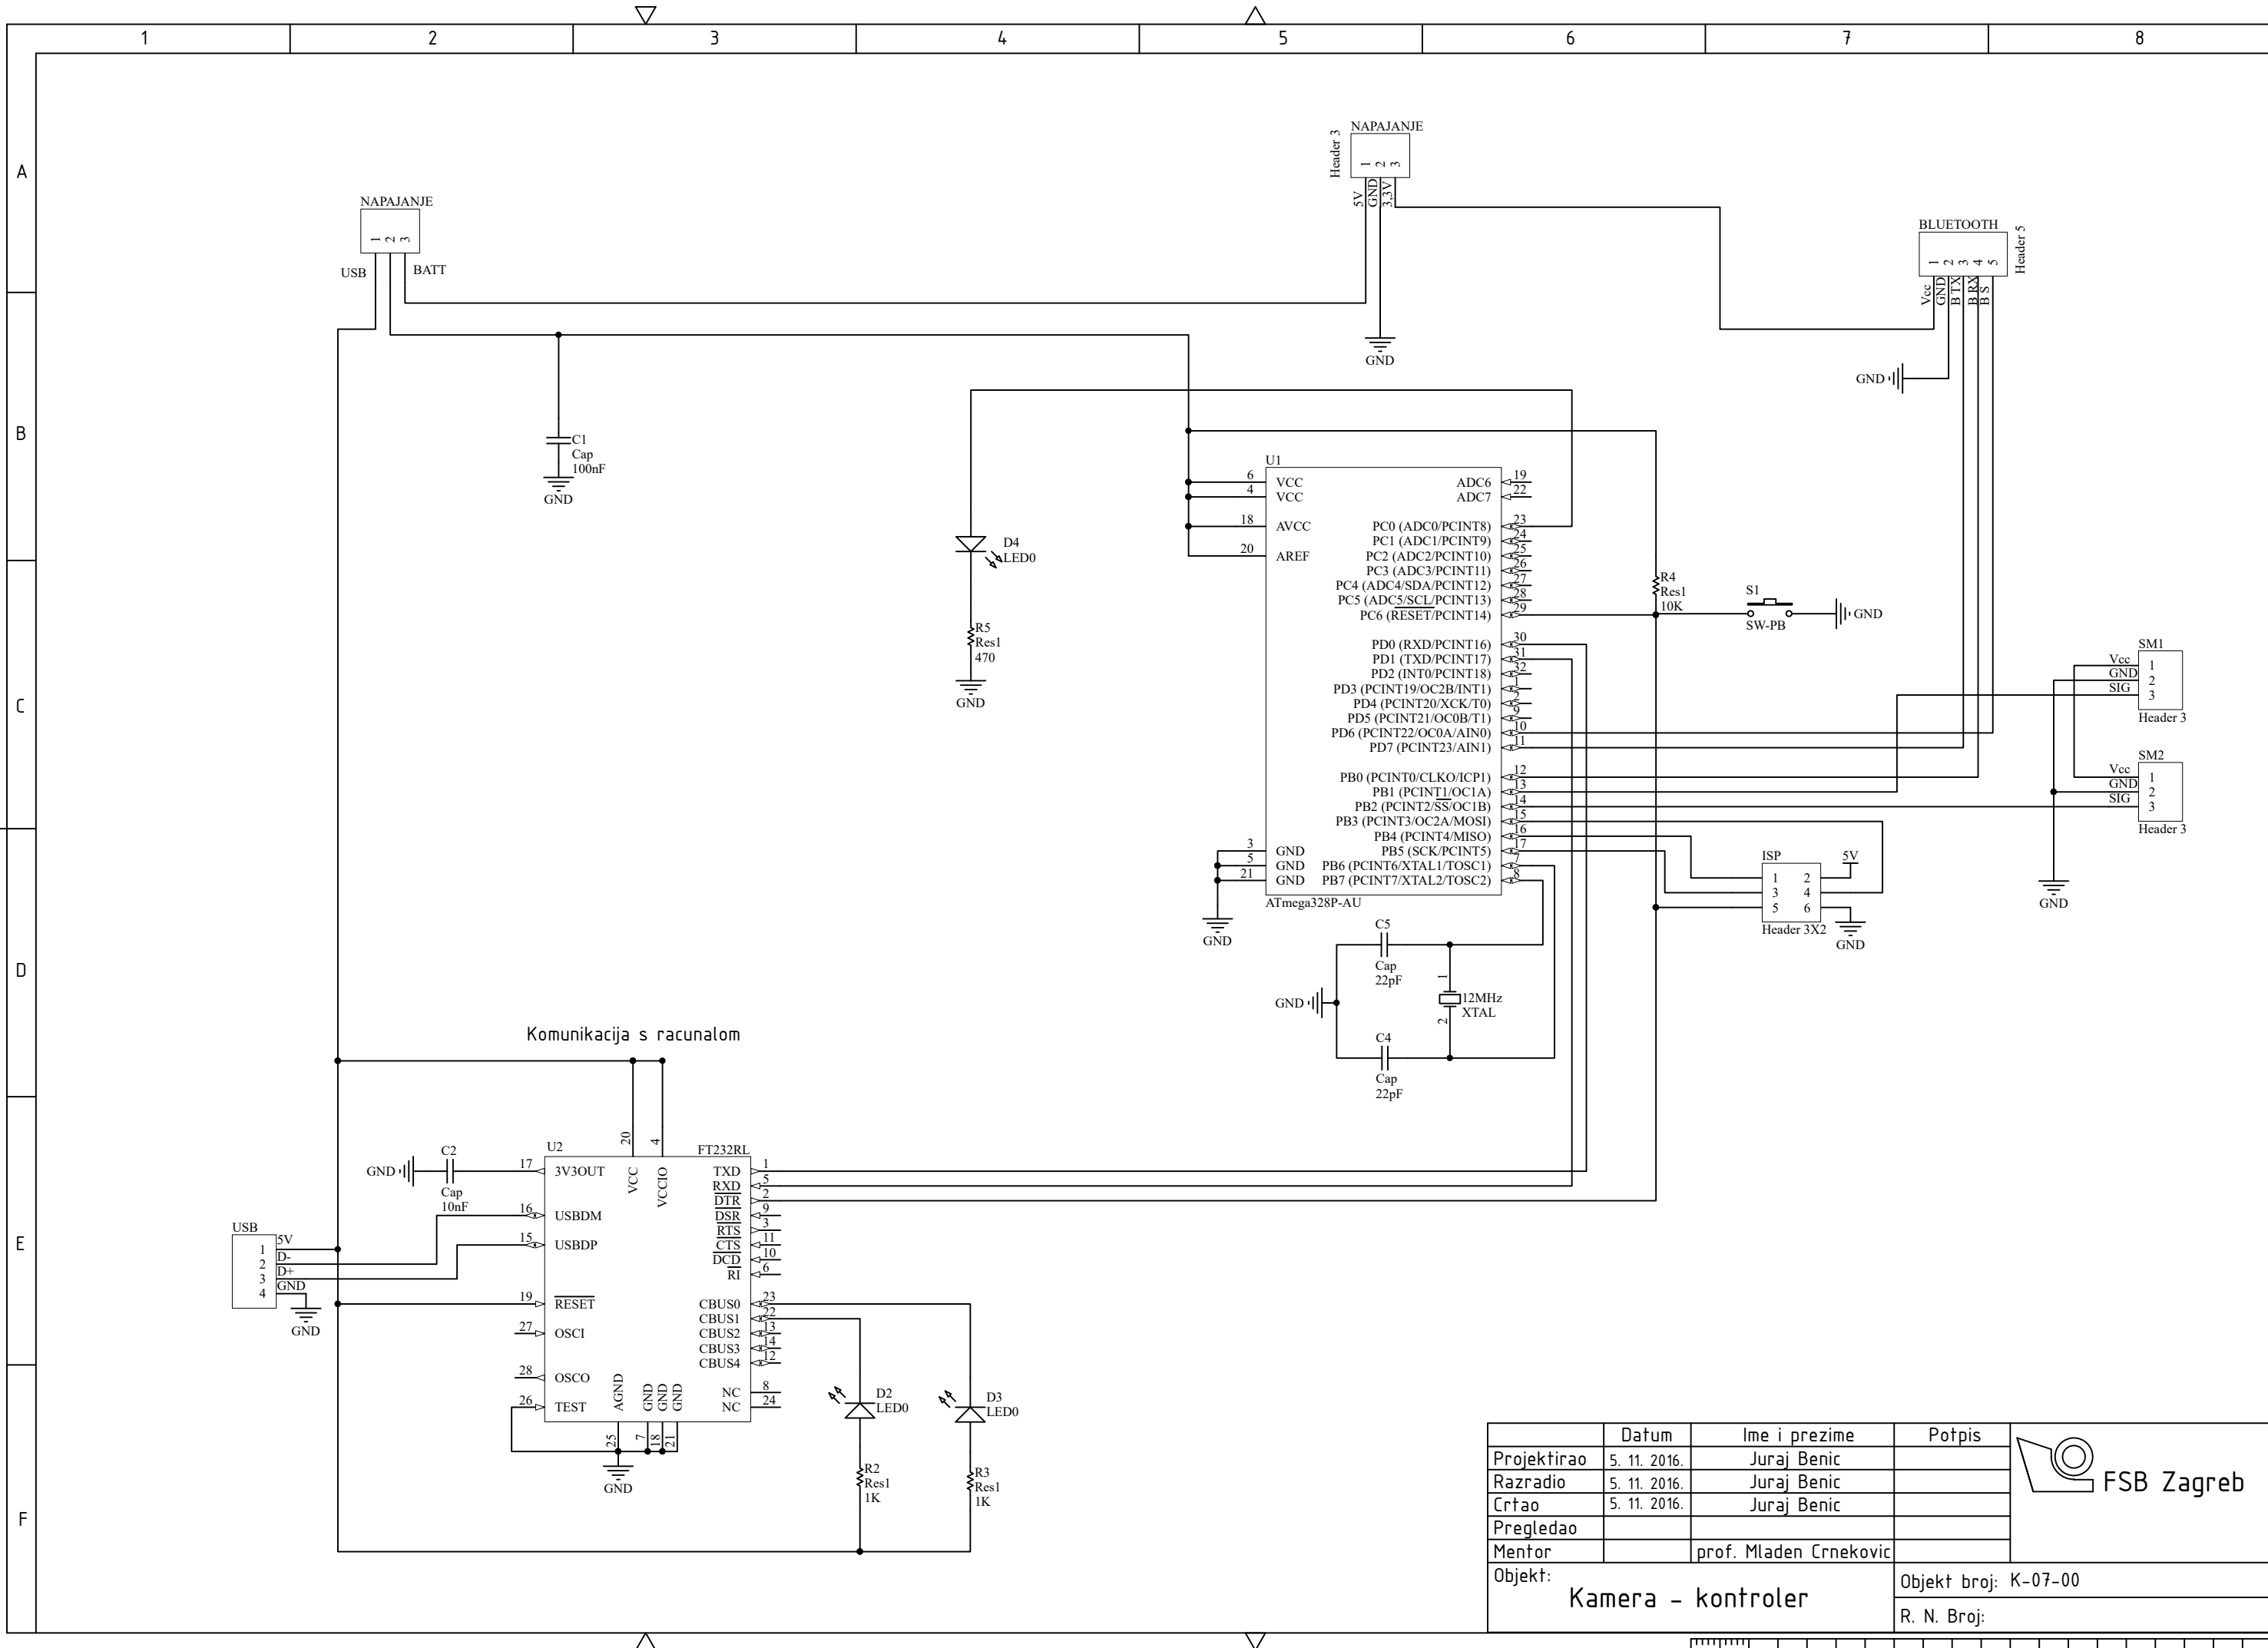 1 2 3 4 5 6 7 8
A
B
C
D
E
F
NAPAJANJE
1 2 3
USB
BATT
Header 3
NAPAJANJE
1 2 3
5V
GND
3,3V
GND
BLUETOOTH
1 2 3 4 5
Header 5
Vcc
GND
B TX
B RX
B S
GND
C1
Cap
100nF
GND
D4
LED0
R5
Res1
470
GND
U1
6 VCC
4 VCC
18 AVCC
20 AREF
3 GND
5 GND
21 GND
GND
ADC6 19
ADC7 22
PC0 (ADC0/PCINT8) 23
PC1 (ADC1/PCINT9) 24
PC2 (ADC2/PCINT10) 25
PC3 (ADC3/PCINT11) 26
PC4 (ADC4/SDA/PCINT12) 27
PC5 (ADC5/SCL/PCINT13) 28
PC6 (RESET/PCINT14) 29
PD0 (RXD/PCINT16) 30
PD1 (TXD/PCINT17) 31
PD2 (INT0/PCINT18) 32
PD3 (PCINT19/OC2B/INT1) 1
PD4 (PCINT20/XCK/T0) 2
PD5 (PCINT21/OC0B/T1) 9
PD6 (PCINT22/OC0A/AIN0) 10
PD7 (PCINT23/AIN1) 11
PB0 (PCINT0/CLKO/ICP1) 12
PB1 (PCINT1/OC1A) 13
PB2 (PCINT2/SS/OC1B) 14
PB3 (PCINT3/OC2A/MOSI) 15
PB4 (PCINT4/MISO) 16
PB5 (SCK/PCINT5) 17
PB6 (PCINT6/XTAL1/TOSC1) 7
PB7 (PCINT7/XTAL2/TOSC2) 8
ATmega328P-AU
R4
Res1
10K
S1
SW-PB
GND
SM1
Vcc 1
GND 2
SIG 3
Header 3
SM2
Vcc 1
GND 2
SIG 3
Header 3
GND
ISP
1 2
3 4
5 6
5V
Header 3X2
GND
C5
Cap
22pF
GND
1
12MHz
XTAL
2
C4
Cap
22pF
Komunikacija s racunalom
U2
FT232RL
20 VCC
4 VCCIO
GND
C2
Cap
10nF
17 3V3OUT
16 USBDM
15 USBDP
19 RESET
27 OSCI
28 OSCO
26 TEST
TXD 1
RXD 5
DTR 2
DSR 9
RTS 3
CTS 11
DCD 10
RI 6
CBUS0 23
CBUS1 22
CBUS2 13
CBUS3 14
CBUS4 12
NC 8
NC 24
AGND GND GND GND
25 7 18 21
GND
USB
1 5V
2 D-
3 D+
4 GND
GND
D2
LED0
D3
LED0
R2
Res1
1K
R3
Res1
1K
Datum Ime i prezime Potpis
Projektirao 5. 11. 2016. Juraj Benic
Razradio 5. 11. 2016. Juraj Benic
Crtao 5. 11. 2016. Juraj Benic
Pregledao
Mentor prof. Mladen Crnekovic
FSB Zagreb
Objekt:
Kamera - kontroler
Objekt broj: K-07-00
R. N. Broj: